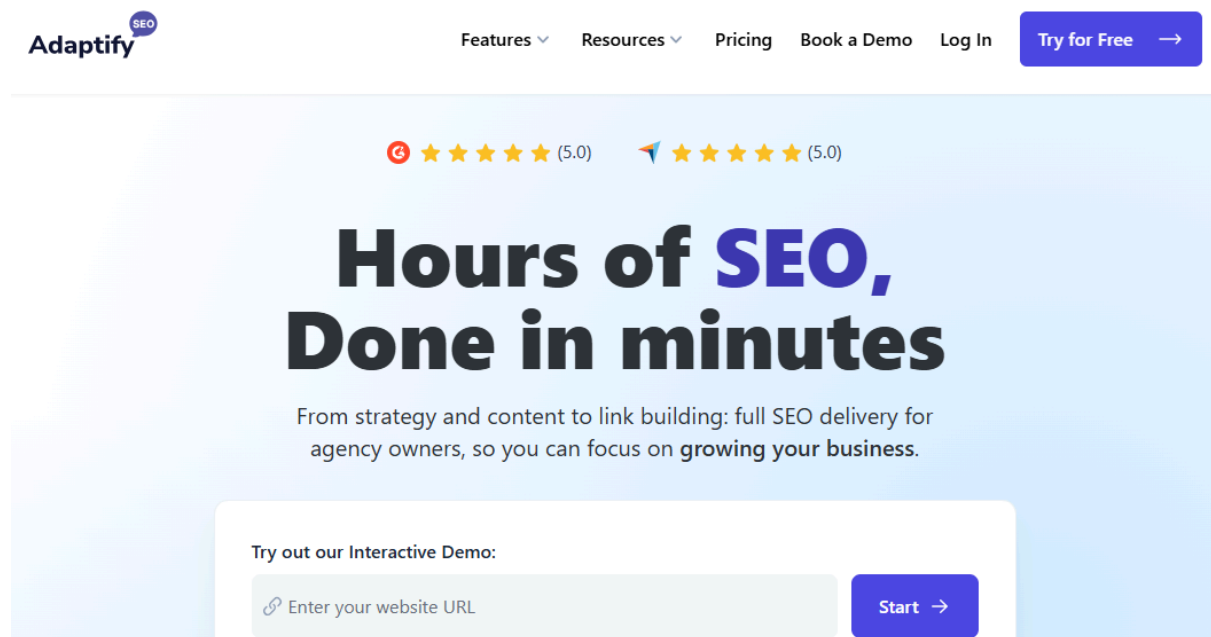 Adaptify SEO
Features Resources Pricing Book a Demo Log In Try for Free →
(5.0) (5.0)
Hours of SEO,
Done in minutes
From strategy and content to link building: full SEO delivery for
agency owners, so you can focus on growing your business.
Try out our Interactive Demo:
Enter your website URL Start →